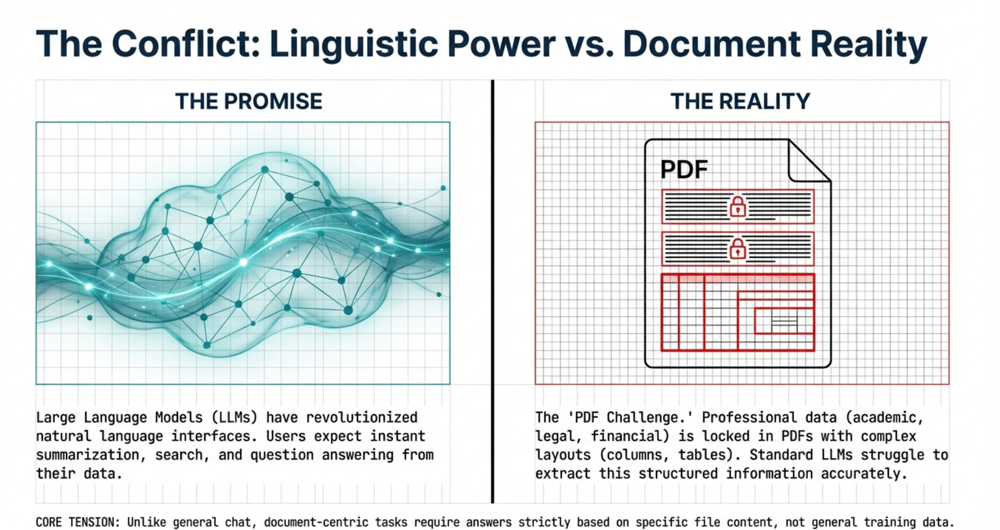 The Conflict: Linguistic Power vs. Document Reality
THE PROMISE
Large Language Models (LLMs) have revolutionized
natural language interfaces. Users expect instant
summarization, search, and question answering from
their data.
THE REALITY
PDF
The 'PDF Challenge.' Professional data (academic,
legal, financial) is locked in PDFs with complex
layouts (columns, tables). Standard LLMs struggle to
extract this structured information accurately.
CORE TENSION: Unlike general chat, document-centric tasks require answers strictly based on specific file content, not general training data.